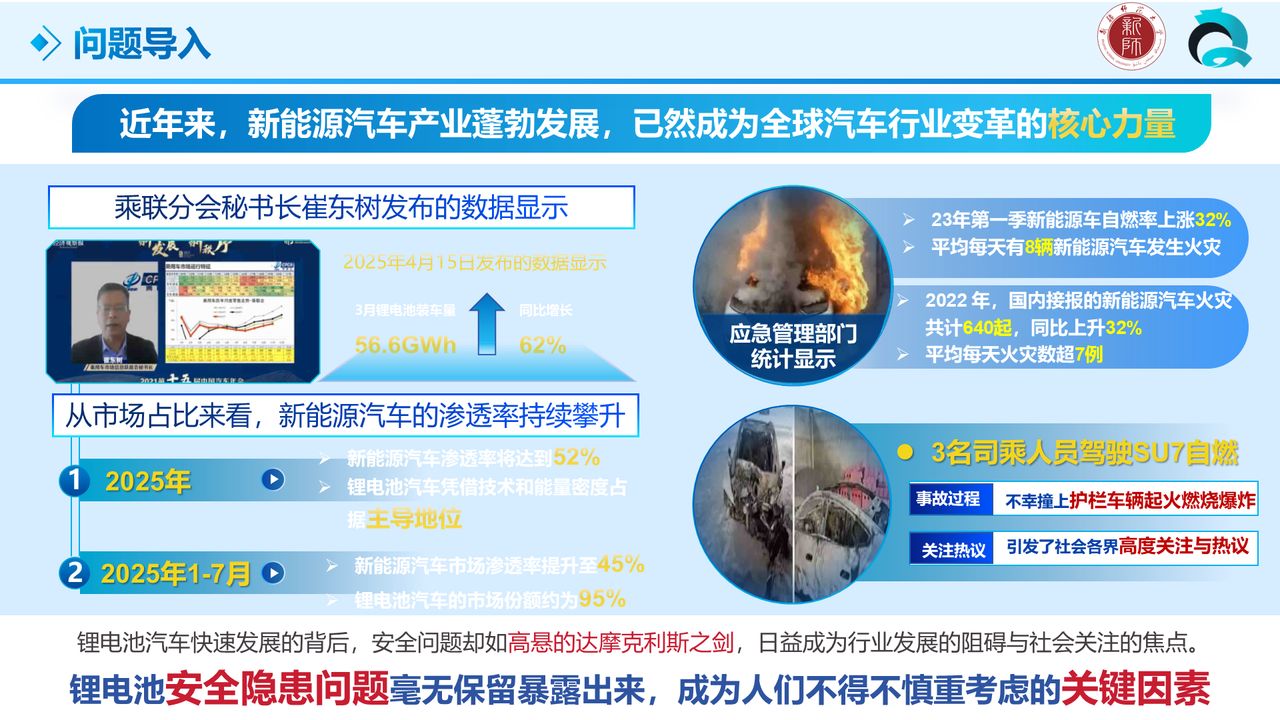 问题导入
新师
近年来，新能源汽车产业蓬勃发展，已然成为全球汽车行业变革的核心力量
乘联分会秘书长崔东树发布的数据显示
崔东树
2025年4月15日发布的数据显示
3月锂电池装车量
56.6GWh
同比增长
62%
从市场占比来看，新能源汽车的渗透率持续攀升
1
2025年
新能源汽车渗透率将达到52%
锂电池汽车凭借技术和能量密度占
据主导地位
2
2025年1-7月
新能源汽车市场渗透率提升至45%
锂电池汽车的市场份额约为95%
应急管理部门
统计显示
23年第一季新能源车自燃率上涨32%
平均每天有8辆新能源汽车发生火灾
2022 年，国内接报的新能源汽车火灾
共计640起，同比上升32%
平均每天火灾数超7例
3名司乘人员驾驶SU7自燃
事故过程
不幸撞上护栏车辆起火燃烧爆炸
关注热议
引发了社会各界高度关注与热议
锂电池汽车快速发展的背后，安全问题却如高悬的达摩克利斯之剑，日益成为行业发展的阻碍与社会关注的焦点。
锂电池安全隐患问题毫无保留暴露出来，成为人们不得不慎重考虑的关键因素